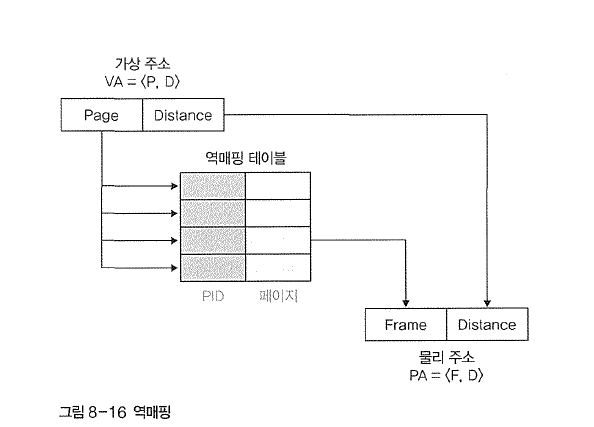 가상 주소
VA = ⟨P, D⟩
Page
Distance
역매핑 테이블
PID
페이지
Frame
Distance
물리 주소
PA = ⟨F, D⟩
그림 8-16 역매핑